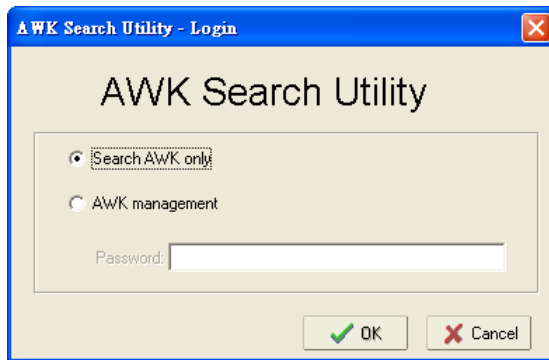 AWK Search Utility - Login
AWK Search Utility
Search AWK only
AWK management
Password:
OK
Cancel